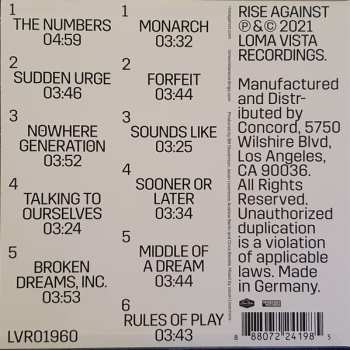 1
THE NUMBERS
04:59
2
SUDDEN URGE
03:46
3
NOWHERE
GENERATION
03:52
4
TALKING TO
OURSELVES
03:24
5
BROKEN
DREAMS, INC.
03:53
LVR01960
1
MONARCH
03:32
2
FORFEIT
03:44
3
SOUNDS LIKE
03:25
4
SOONER OR
LATER
03:34
5
MIDDLE OF
A DREAM
03:44
6
RULES OF PLAY
03:43
RISE AGAINST
℗&© 2021
LOMA VISTA
RECORDINGS.
Manufactured
and Distr-
ibuted by
Concord, 5750
Wilshire Blvd,
Los Angeles,
CA 90036.
All Rights
Reserved.
Unauthorized
duplication
is a violation
of applicable
laws. Made
in Germany.
8 88072 24198 5